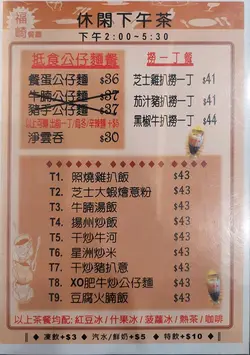 福崎餐廳
休閒下午茶
下午2:00~5:30
抵食公仔麵餐
餐蛋公仔麵 $36
牛腩公仔麵 $37
豬手公仔麵 $37
淨雲吞 $30
撈一丁餐
芝士雞扒撈一丁 $41
茄汁豬扒撈一丁 $41
黑椒牛扒撈一丁 $44
T1. 照燒雞扒飯 $43
T2. 芝士大蝦燴意粉 $43
T3. 牛腩湯飯 $43
T4. 揚州炒飯 $43
T5. 干炒牛河 $43
T6. 星洲炒米 $43
T7. 干炒豬扒意 $43
T8. XO肥牛炒公仔麵 $43
T9. 豆腐火腩飯 $43
以上茶餐均配: 紅豆冰 / 什果冰 / 菠蘿冰 / 熱茶 / 咖啡
凍飲+$3 ◆ 汽水/鮮奶+$5 ◆ 特飲+$10